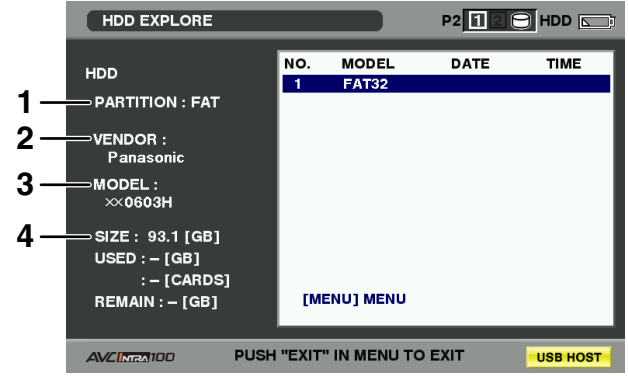 HDD EXPLORE
P2 1 2 HDD
HDD
1 PARTITION : FAT
2 VENDOR :
Panasonic
3 MODEL :
××0603H
4 SIZE : 93.1 [GB]
USED : – [GB]
: – [CARDS]
REMAIN : – [GB]
NO. MODEL DATE TIME
1 FAT32
[MENU] MENU
AVC INTRA 100
PUSH "EXIT" IN MENU TO EXIT
USB HOST